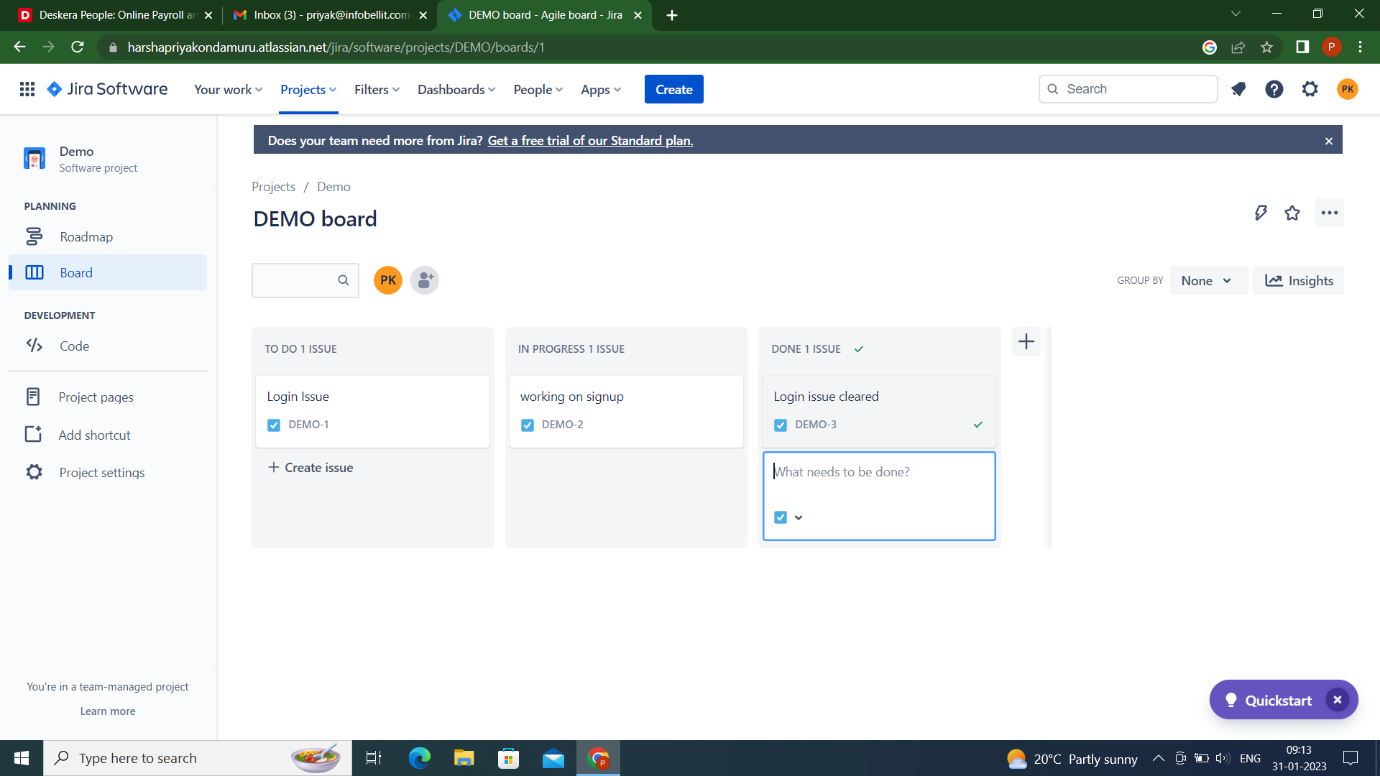 Deskera People: Online Payroll an
Inbox (3) - priyak@infobellit.com
DEMO board - Agile board - Jira
harshapriyakondamuru.atlassian.net/jira/software/projects/DEMO/boards/1
P
Jira Software
Your work
Projects
Filters
Dashboards
People
Apps
Create
Search
PK
Does your team need more from Jira? Get a free trial of our Standard plan.
Demo
Software project
PLANNING
Roadmap
Board
DEVELOPMENT
Code
Project pages
Add shortcut
Project settings
You're in a team-managed project
Learn more
Projects / Demo
DEMO board
PK
GROUP BY None
Insights
TO DO 1 ISSUE
Login Issue
DEMO-1
+ Create issue
IN PROGRESS 1 ISSUE
working on signup
DEMO-2
DONE 1 ISSUE
Login issue cleared
DEMO-3
What needs to be done?
Quickstart
Type here to search
20°C Partly sunny
ENG
09:13
31-01-2023